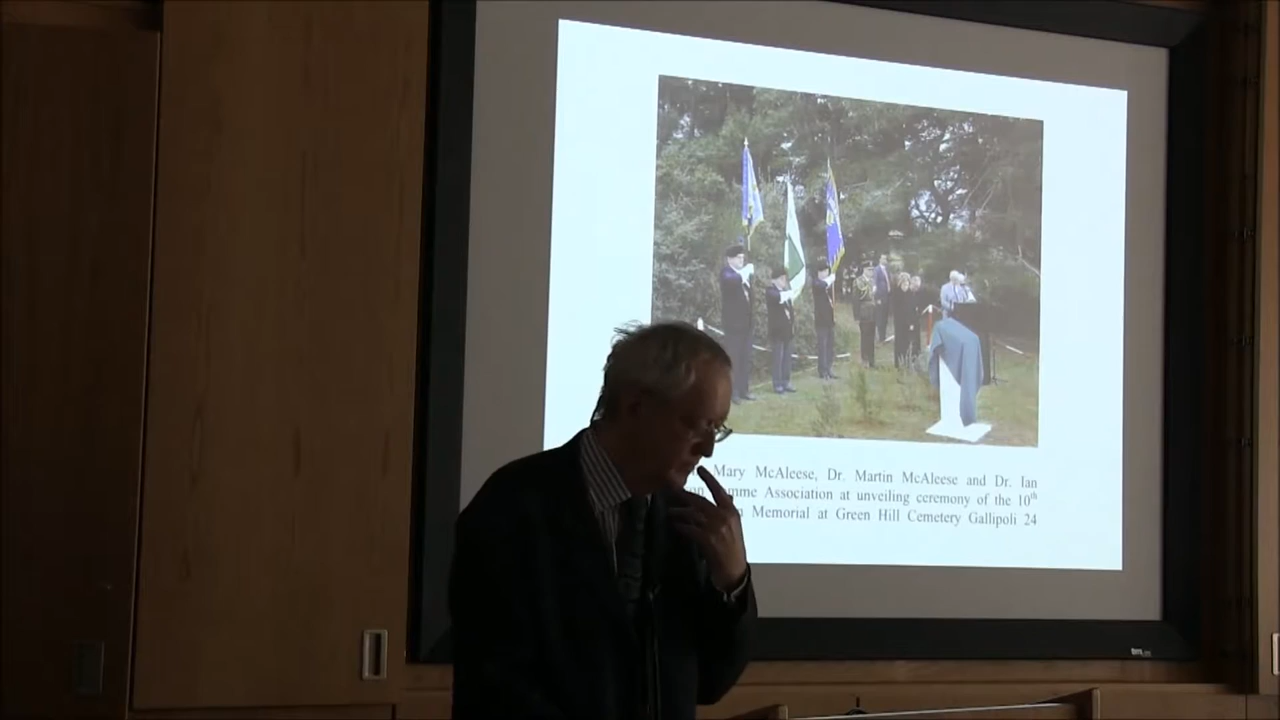 Mary McAleese, Dr. Martin McAleese and Dr. Ian
Association at unveiling ceremony of the 10th
Memorial at Green Hill Cemetery Gallipoli 24